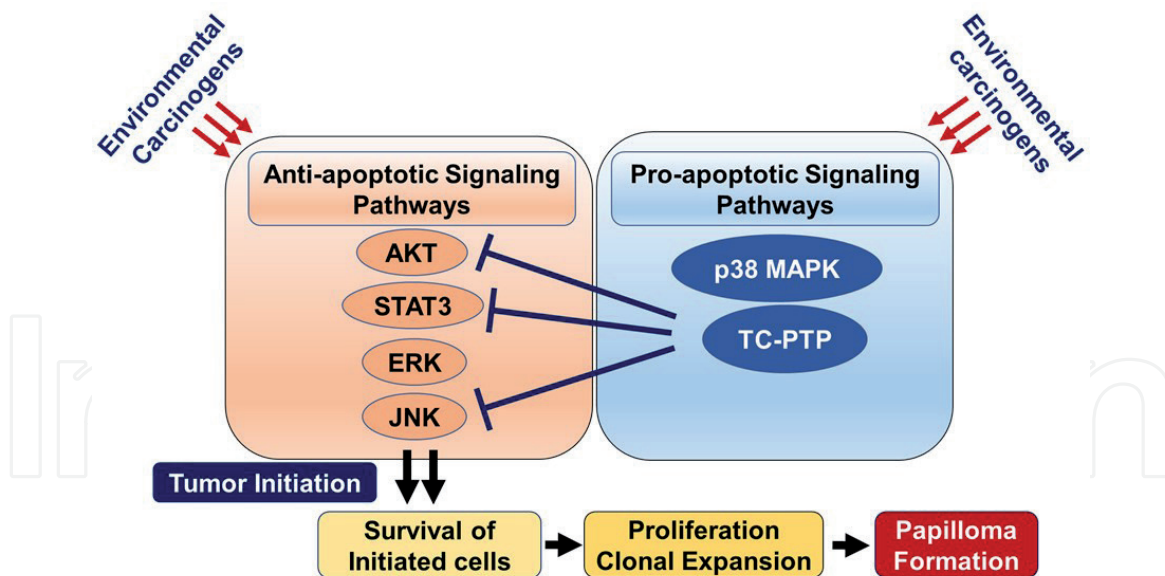 Environmental
Carcinogens
Environmental
carcinogens
Anti-apoptotic Signaling
Pathways
Pro-apoptotic Signaling
Pathways
AKT
STAT3
ERK
JNK
p38 MAPK
TC-PTP
Tumor Initiation
Survival of
Initiated cells
Proliferation
Clonal Expansion
Papilloma
Formation